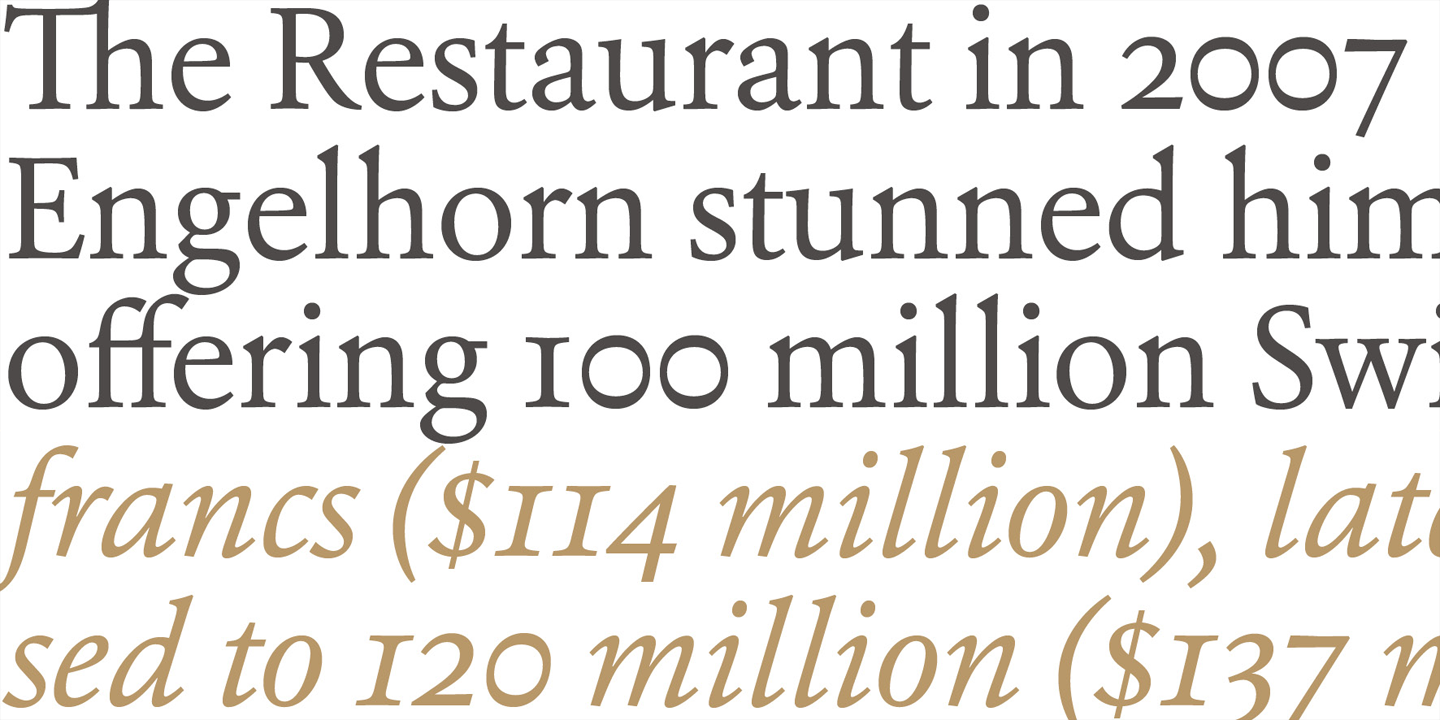 The Restaurant in 2007
Engelhorn stunned him
offering 100 million Swi
francs ($114 million), late
sed to 120 million ($137 m